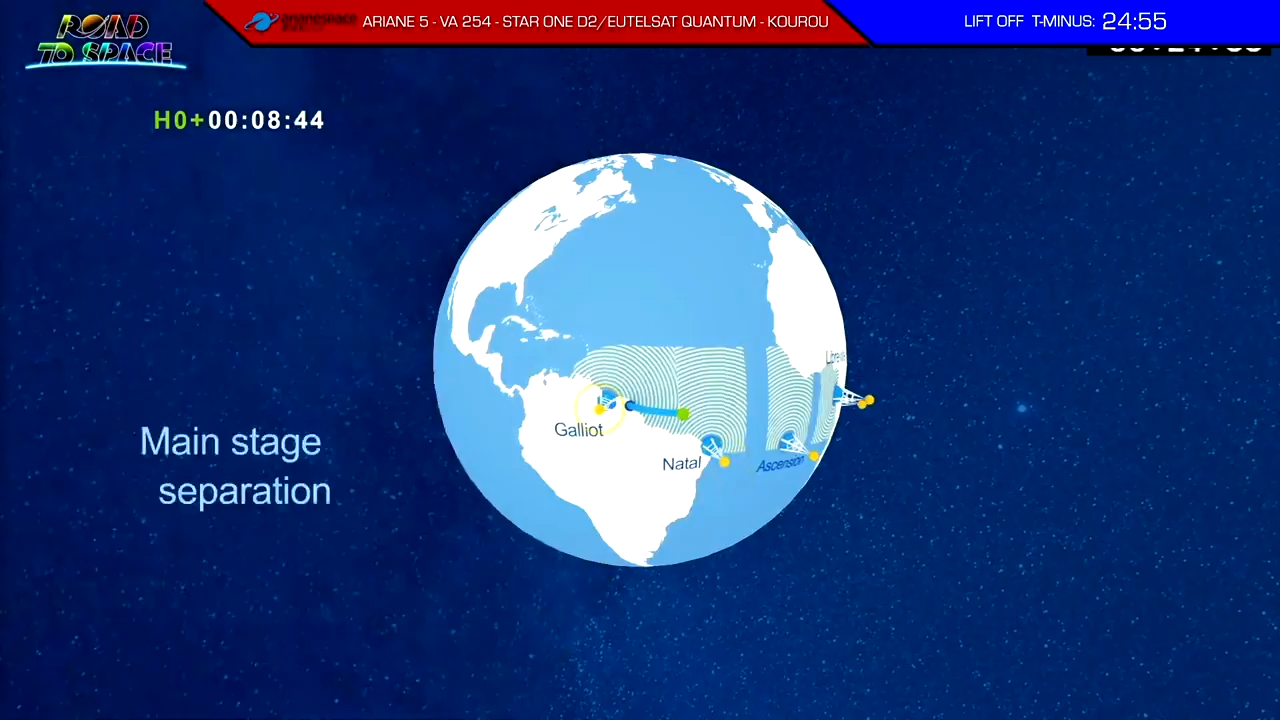 ROAD
TO SPACE
arianespace
ARIANE 5 - VA 254 - STAR ONE D2/EUTELSAT QUANTUM - KOUROU
LIFT OFF T-MINUS: 24:55
H0+00:08:44
Galliot
Natal
Ascension
Main stage
separation